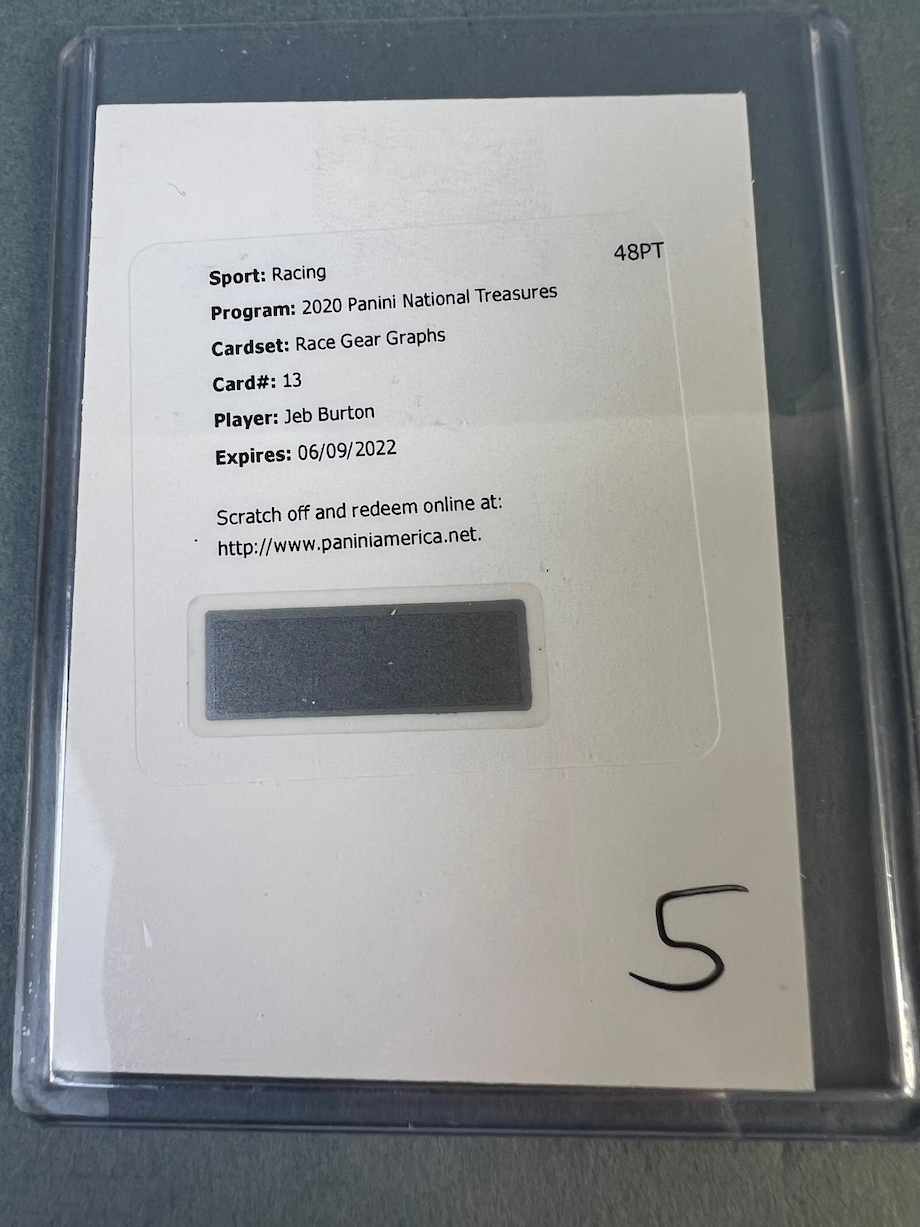 48PT
Sport: Racing
Program: 2020 Panini National Treasures
Cardset: Race Gear Graphs
Card#: 13
Player: Jeb Burton
Expires: 06/09/2022
Scratch off and redeem online at:
http://www.paniniamerica.net.
5